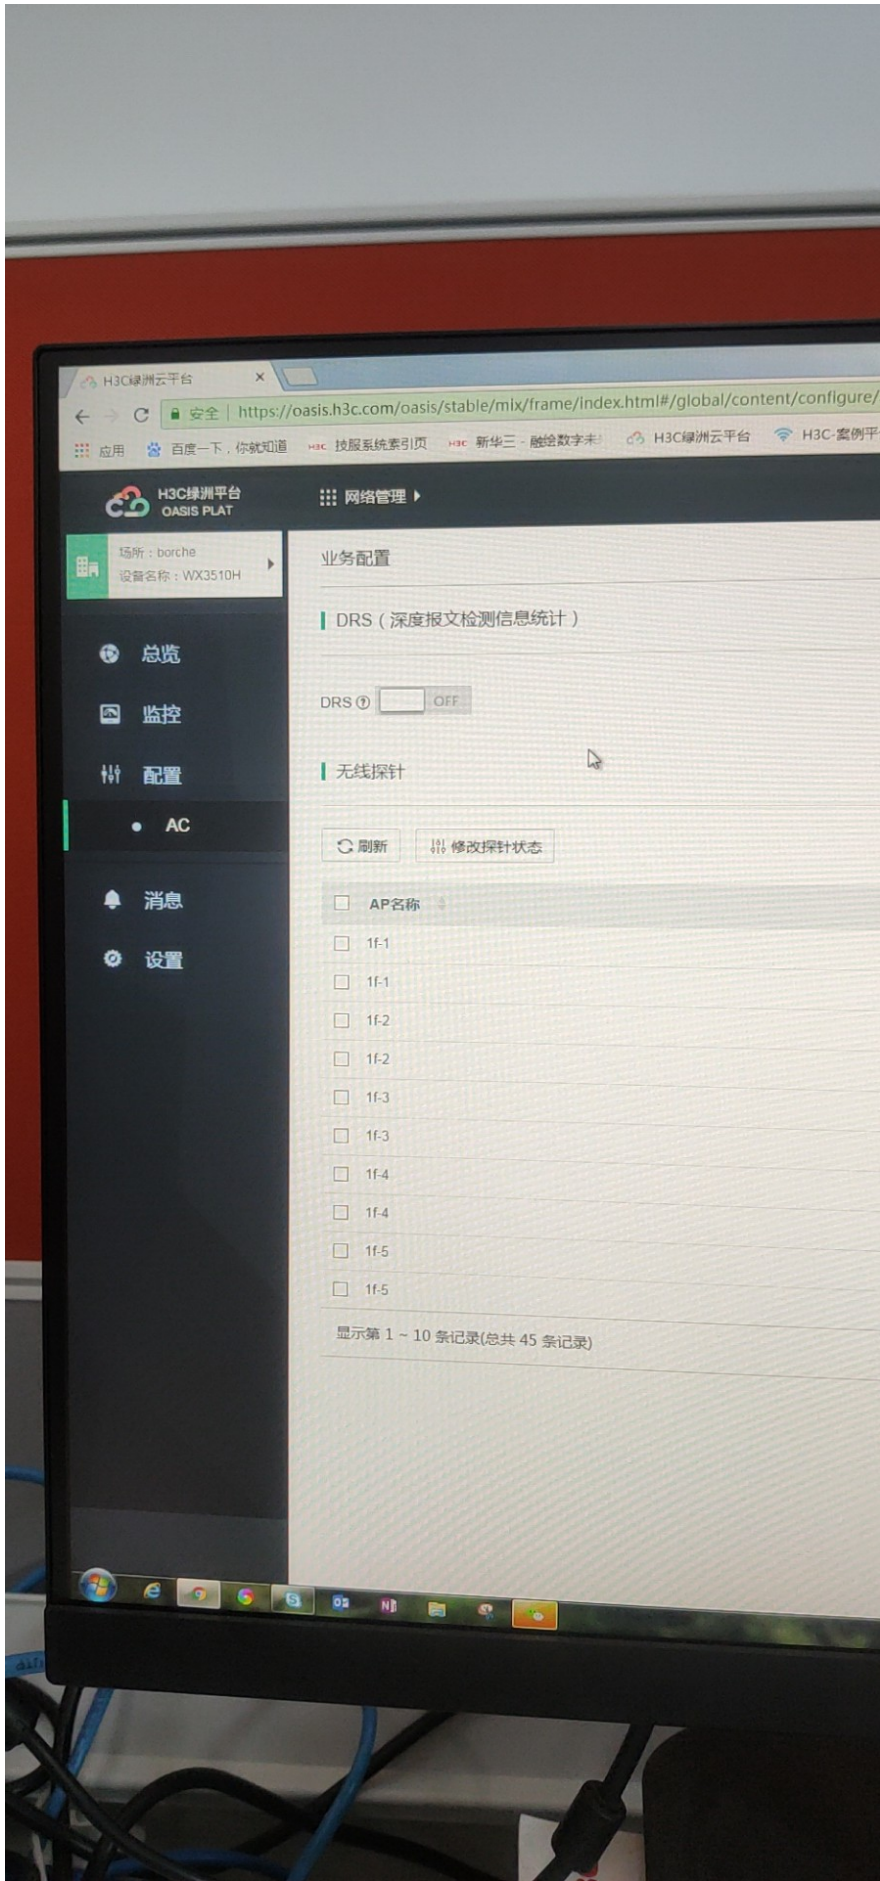 H3C绿洲云平台 ×
安全 | https://oasis.h3c.com/oasis/stable/mix/frame/index.html#/global/content/configure/
应用 百度一下，你就知道 H3C 技服系统索引页 H3C 新华三 - 融绘数字未 H3C绿洲云平台 H3C-案例平
H3C绿洲平台
OASIS PLAT
网络管理
场所：borche
设备名称：WX3510H
总览
监控
配置
AC
消息
设置
业务配置
DRS（深度报文检测信息统计）
DRS OFF
无线探针
刷新 修改探针状态
AP名称
1f-1
1f-1
1f-2
1f-2
1f-3
1f-3
1f-4
1f-4
1f-5
1f-5
显示第 1 ~ 10 条记录(总共 45 条记录)